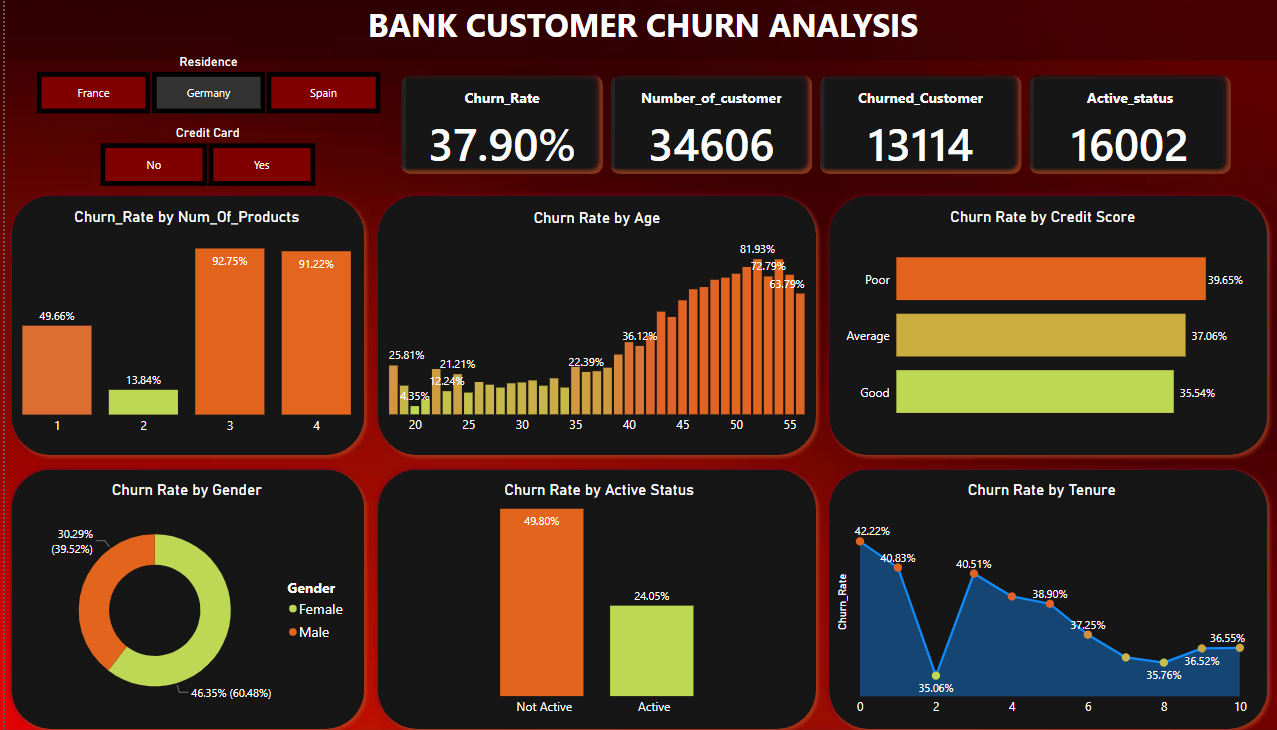 BANK CUSTOMER CHURN ANALYSIS
Residence
France
Germany
Spain
Credit Card
No
Yes
Churn_Rate
37.90%
Number_of_customer
34606
Churned_Customer
13114
Active_status
16002
Churn_Rate by Num_Of_Products
49.66%
13.84%
92.75%
91.22%
1
2
3
4
Churn Rate by Age
25.81%
4.35%
12.24%
21.21%
22.39%
36.12%
81.93%
72.79%
63.79%
20
25
30
35
40
45
50
55
Churn Rate by Credit Score
Poor
39.65%
Average
37.06%
Good
35.54%
Churn Rate by Gender
30.29%
(39.52%)
46.35% (60.48%)
Gender
Female
Male
Churn Rate by Active Status
49.80%
24.05%
Not Active
Active
Churn Rate by Tenure
Churn_Rate
42.22%
40.83%
35.06%
40.51%
38.90%
37.25%
35.76%
36.52%
36.55%
0
2
4
6
8
10